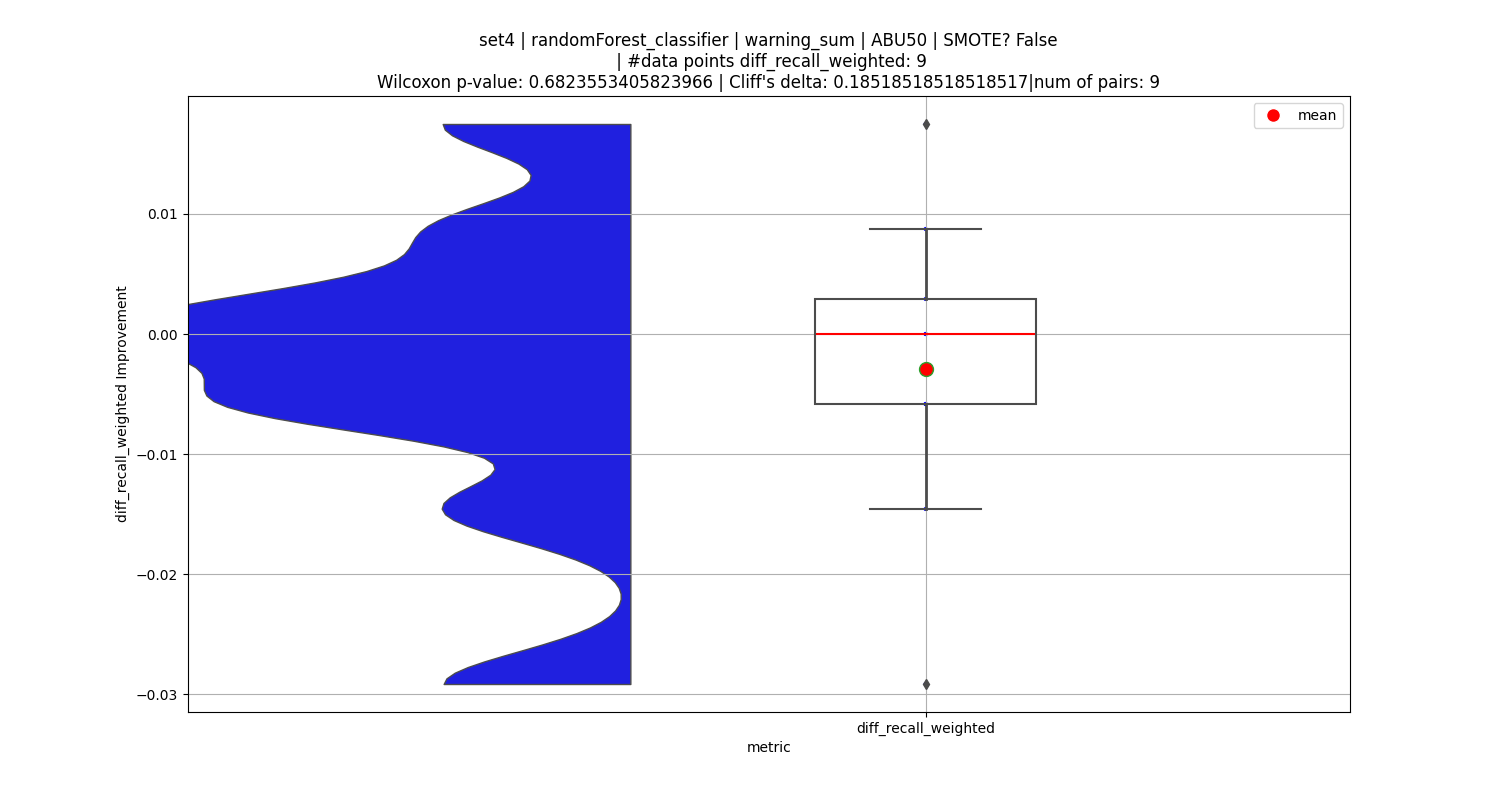 set4 | randomForest_classifier | warning_sum | ABU50 | SMOTE? False
| #data points diff_recall_weighted: 9
Wilcoxon p-value: 0.6823553405823966 | Cliff's delta: 0.18518518518518517|num of pairs: 9
mean
0.01
0.00
−0.01
−0.02
−0.03
diff_recall_weighted Improvement
diff_recall_weighted
metric